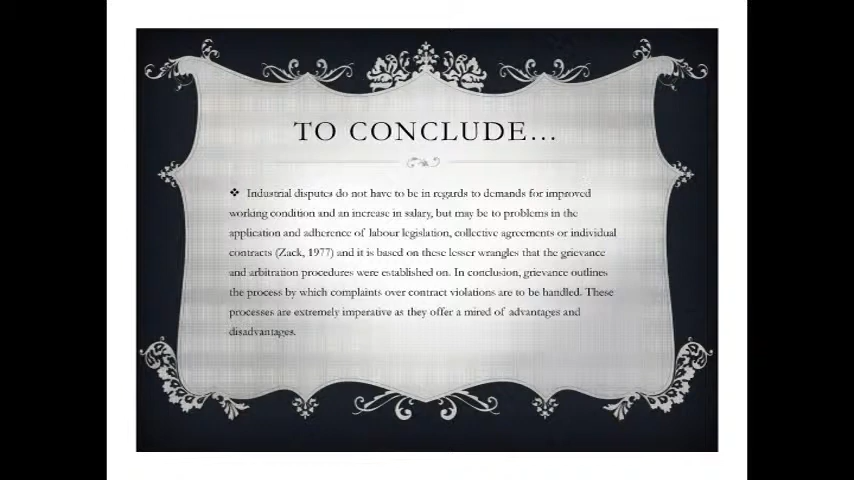 TO CONCLUDE...
❖ Industrial disputes do not have to be in regards to demands for improved
working condition and an increase in salary, but may be to problems in the
application and adherence of labour legislation, collective agreements or individual
contracts (Zack, 1977) and it is based on these lesser wrangles that the grievance
and arbitration procedures were established on. In conclusion, grievance outlines
the process by which complaints over contract violations are to be handled. These
processes are extremely imperative as they offer a mired of advantages and
disadvantages.